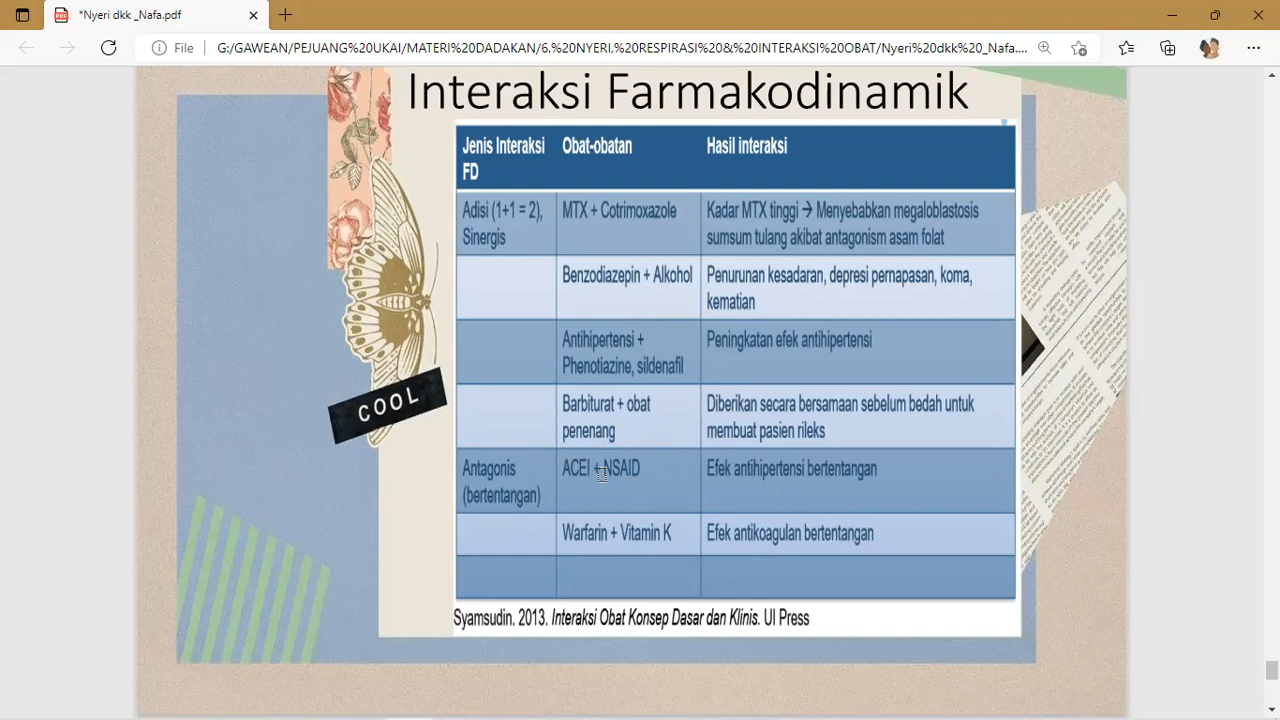 *Nyeri dkk _Nafa.pdf
File
G:/GAWEAN/PEJUANG%20UKAI/MATERI%20DADAKAN/6.%20NYERI,%20RESPIRASI%20&%20INTERAKSI%20OBAT/Nyeri%20dkk%20_Nafa....
Interaksi Farmakodinamik
Jenis Interaksi FD
Obat-obatan
Hasil interaksi
Adisi (1+1 = 2),
Sinergis
MTX + Cotrimoxazole
Kadar MTX tinggi → Menyebabkan megaloblastosis
sumsum tulang akibat antagonism asam folat
Benzodiazepin + Alkohol
Penurunan kesadaran, depresi pernapasan, koma,
kematian
Antihipertensi +
Phenotiazine, sildenafil
Peningkatan efek antihipertensi
Barbiturat + obat
penenang
Diberikan secara bersamaan sebelum bedah untuk
membuat pasien rileks
Antagonis
(bertentangan)
ACEI + NSAID
Efek antihipertensi bertentangan
Warfarin + Vitamin K
Efek antikoagulan bertentangan
COOL
Syamsudin. 2013. Interaksi Obat Konsep Dasar dan Klinis. UI Press